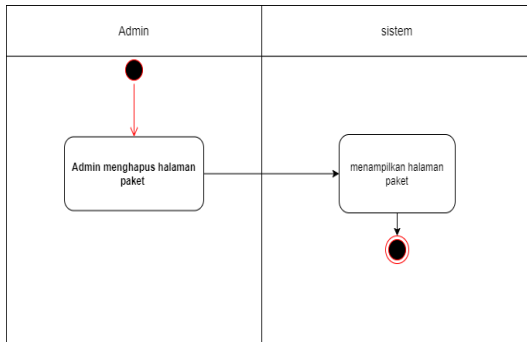 Admin
sistem
Admin menghapus halaman
paket
menampilkan halaman
paket